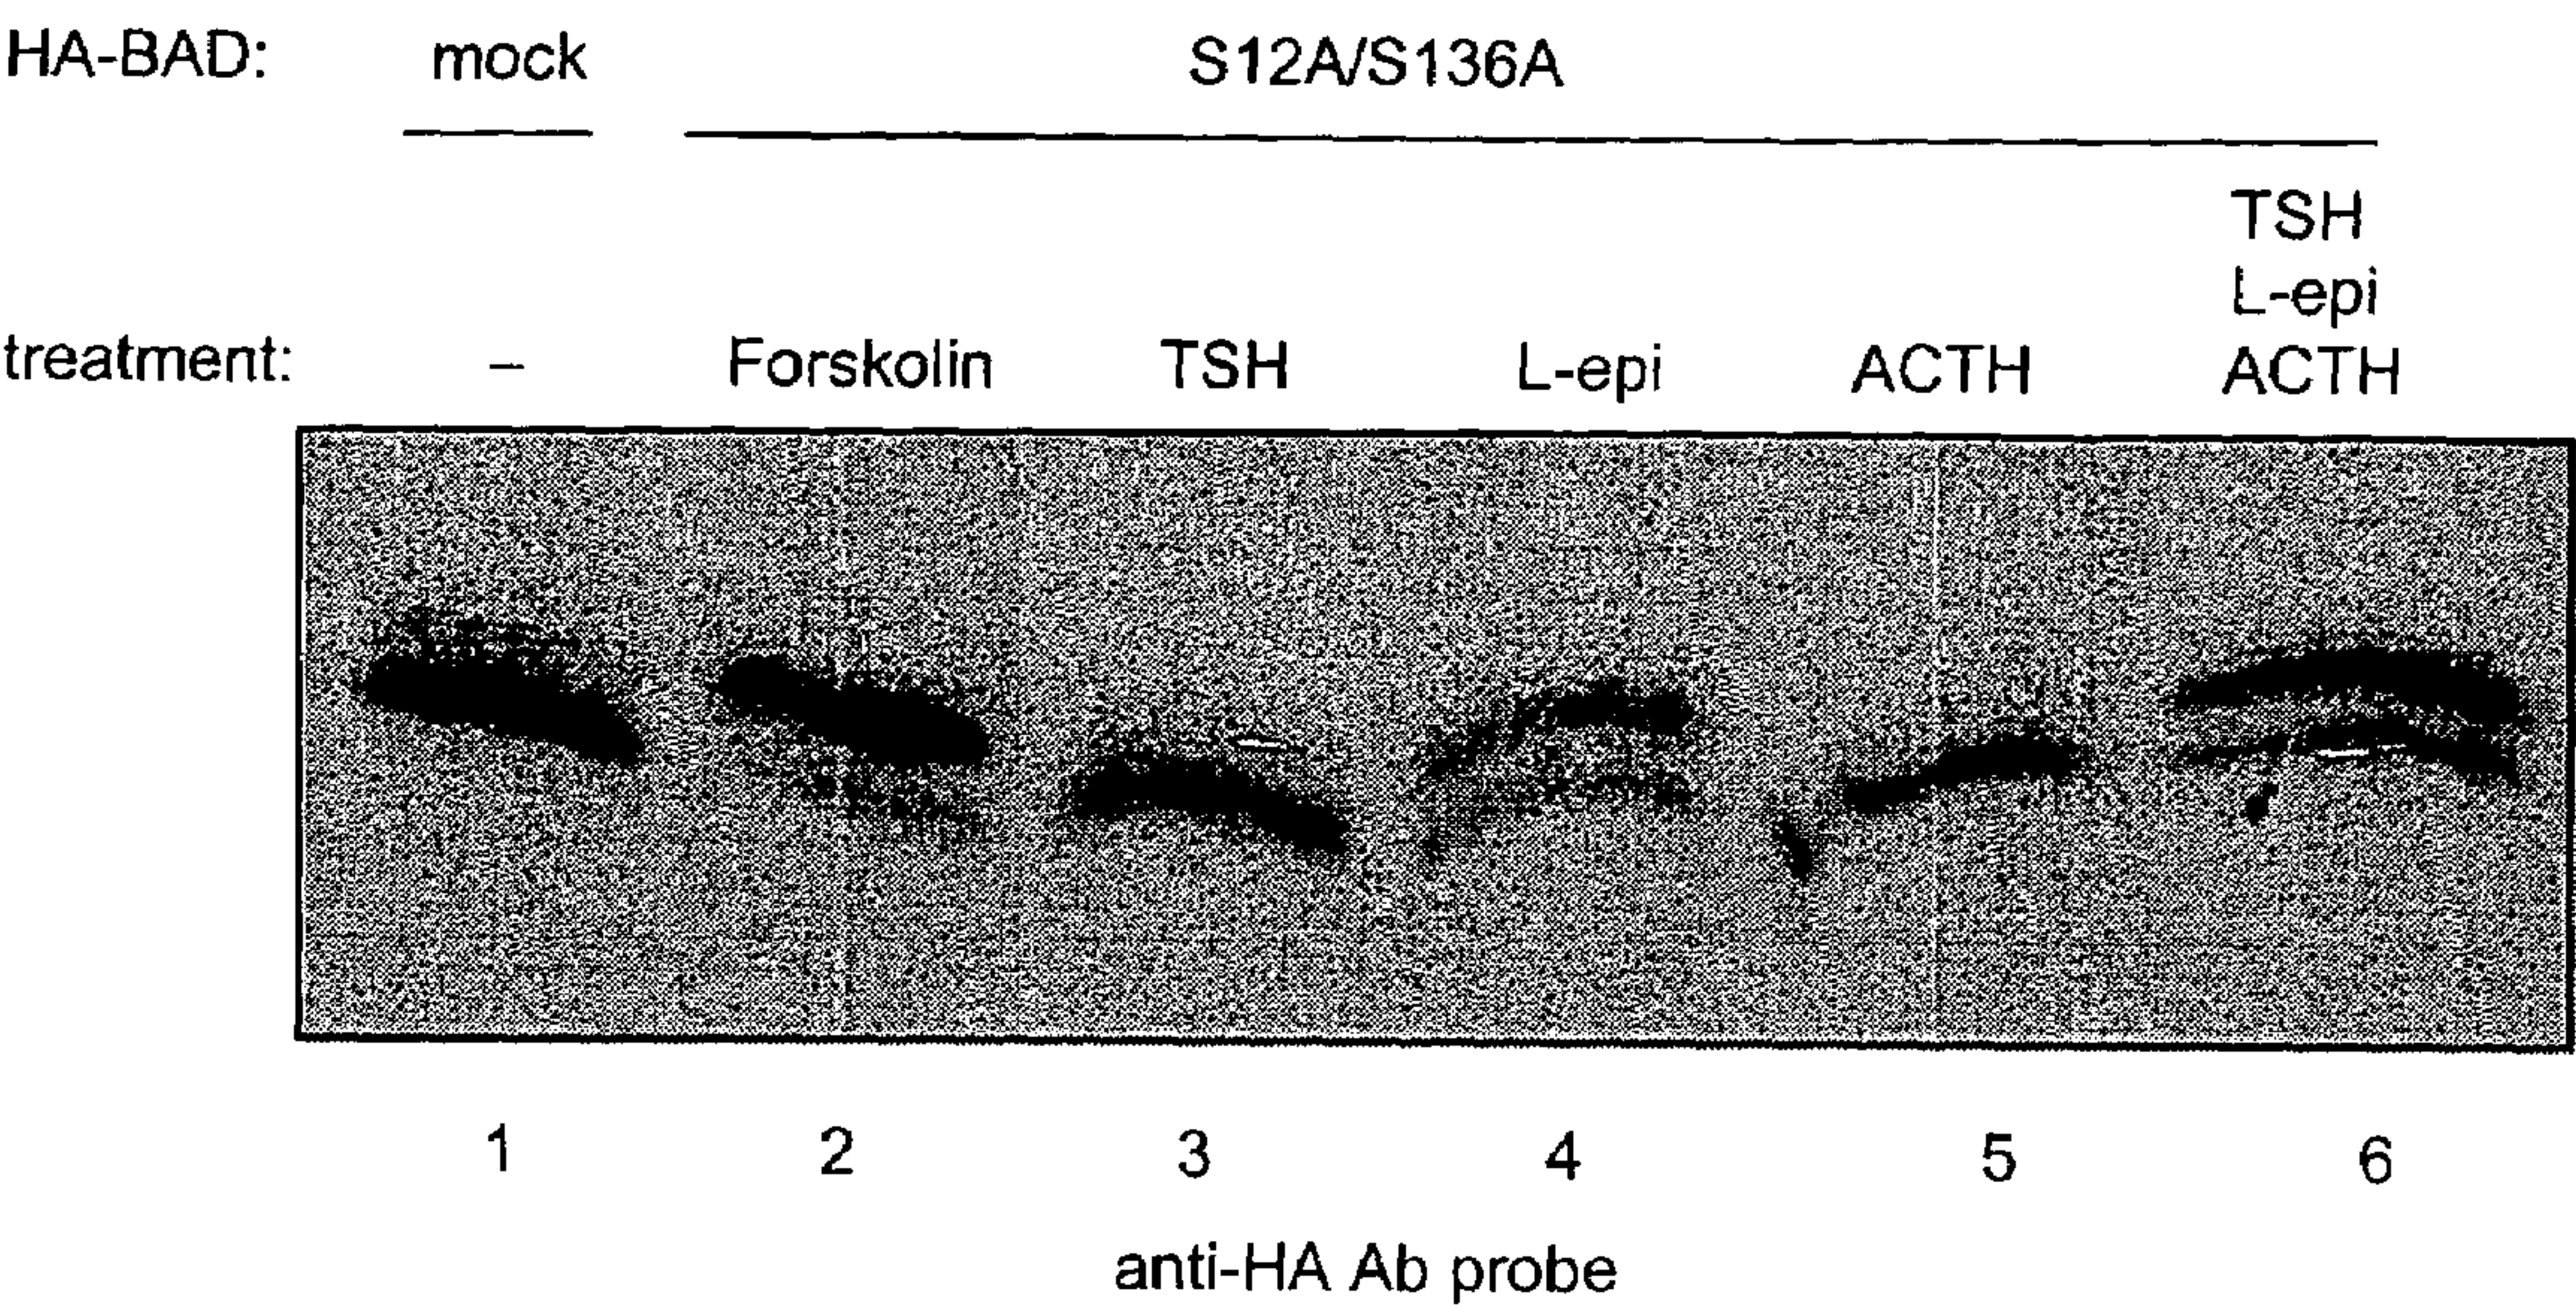 HA-BAD: mock S12A/S136A
TSH
L-epi
treatment: – Forskolin TSH L-epi ACTH ACTH
1 2 3 4 5 6
anti-HA Ab probe